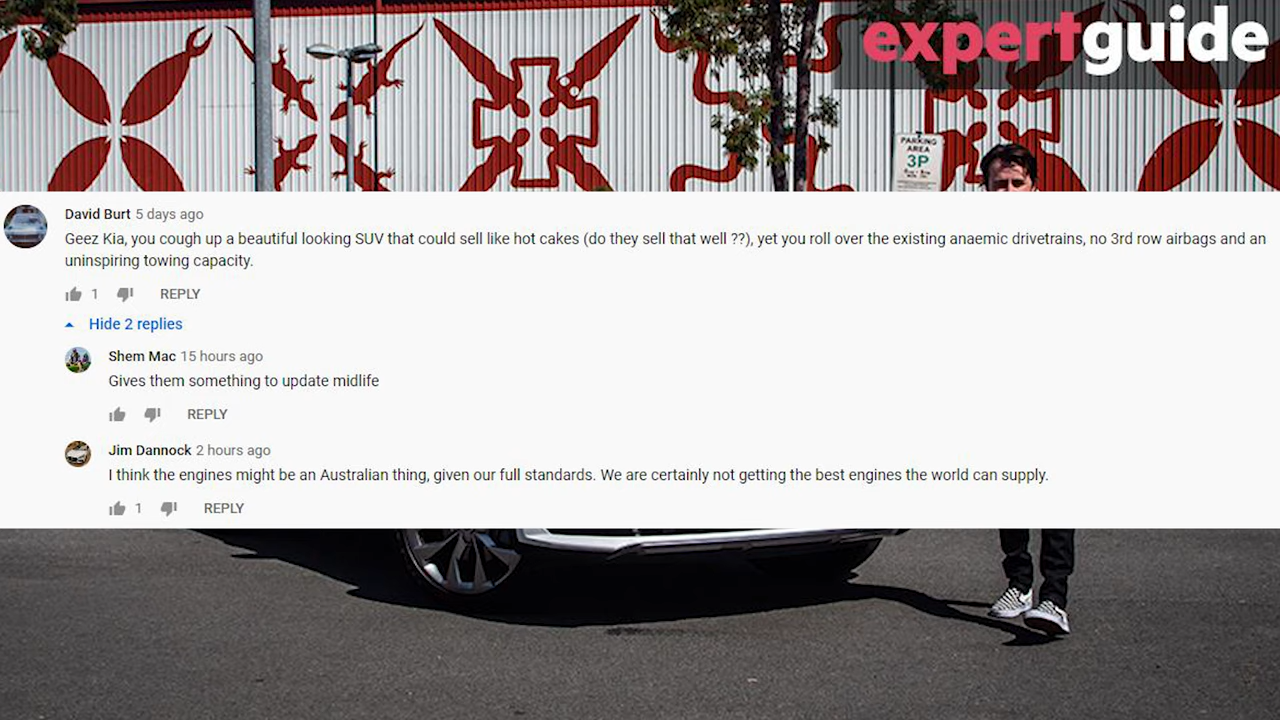 expertguide
PARKING
AREA
3P
David Burt 5 days ago
Geez Kia, you cough up a beautiful looking SUV that could sell like hot cakes (do they sell that well ??), yet you roll over the existing anaemic drivetrains, no 3rd row airbags and an
uninspiring towing capacity.
1 REPLY
Hide 2 replies
Shem Mac 15 hours ago
Gives them something to update midlife
REPLY
Jim Dannock 2 hours ago
I think the engines might be an Australian thing, given our full standards. We are certainly not getting the best engines the world can supply.
1 REPLY